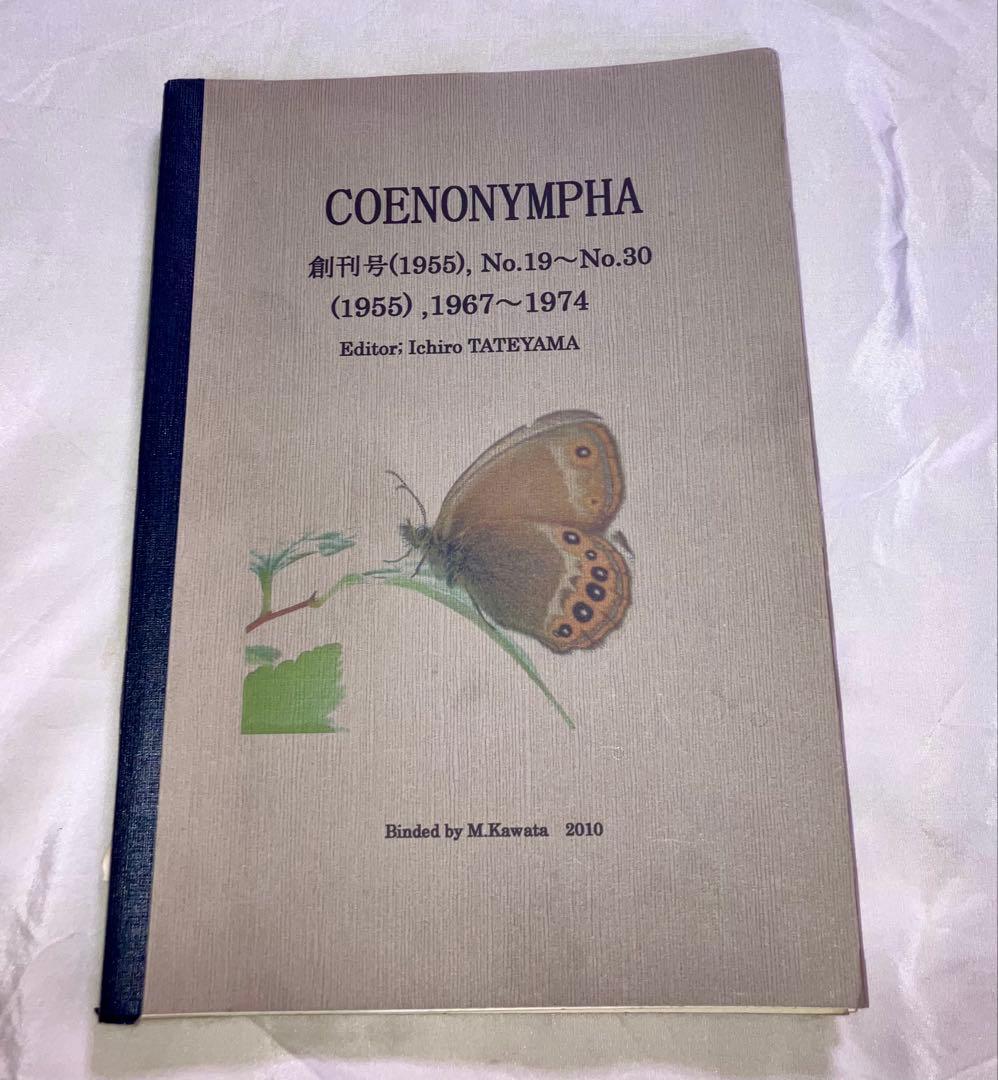 COENONYMPHA
創刊号(1955), No.19～No.30
(1955) ,1967～1974
Editor; Ichiro TATEYAMA
Binded by M.Kawata 2010